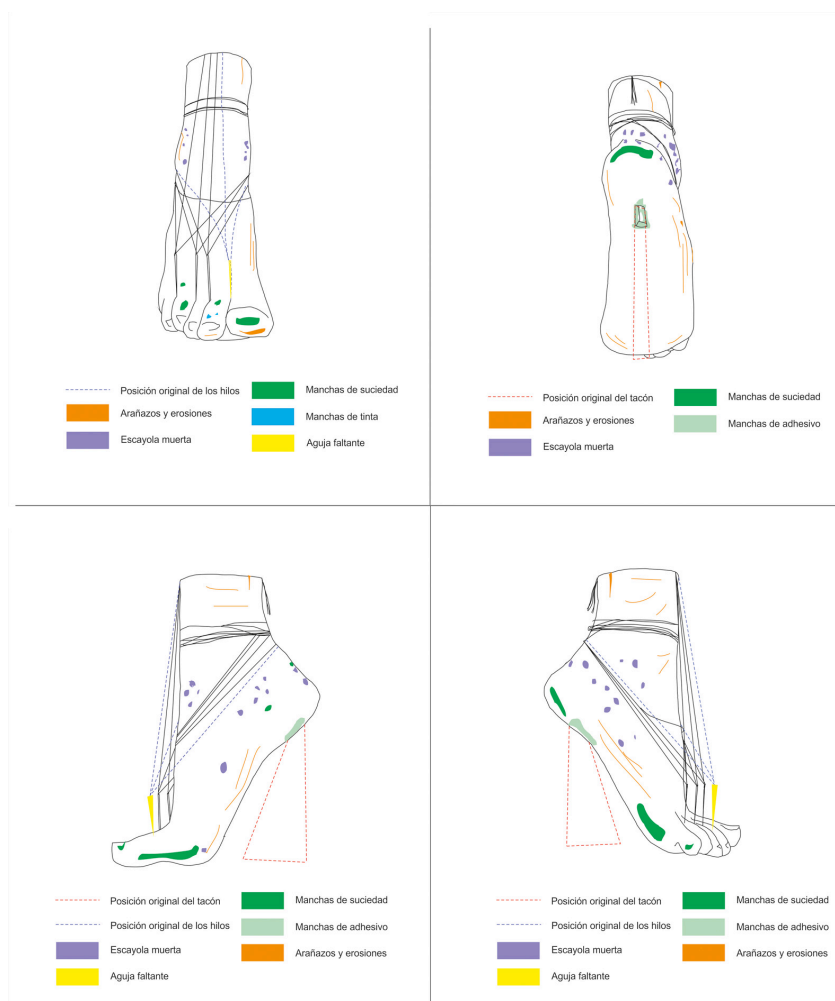 Posición original de los hilos
Arañazos y erosiones
Escayola muerta
Manchas de suciedad
Manchas de tinta
Aguja faltante
Posición original del tacón
Arañazos y erosiones
Escayola muerta
Manchas de suciedad
Manchas de adhesivo
Posición original del tacón
Posición original de los hilos
Escayola muerta
Aguja faltante
Manchas de suciedad
Manchas de adhesivo
Arañazos y erosiones
Posición original del tacón
Posición original de los hilos
Escayola muerta
Aguja faltante
Manchas de suciedad
Manchas de adhesivo
Arañazos y erosiones